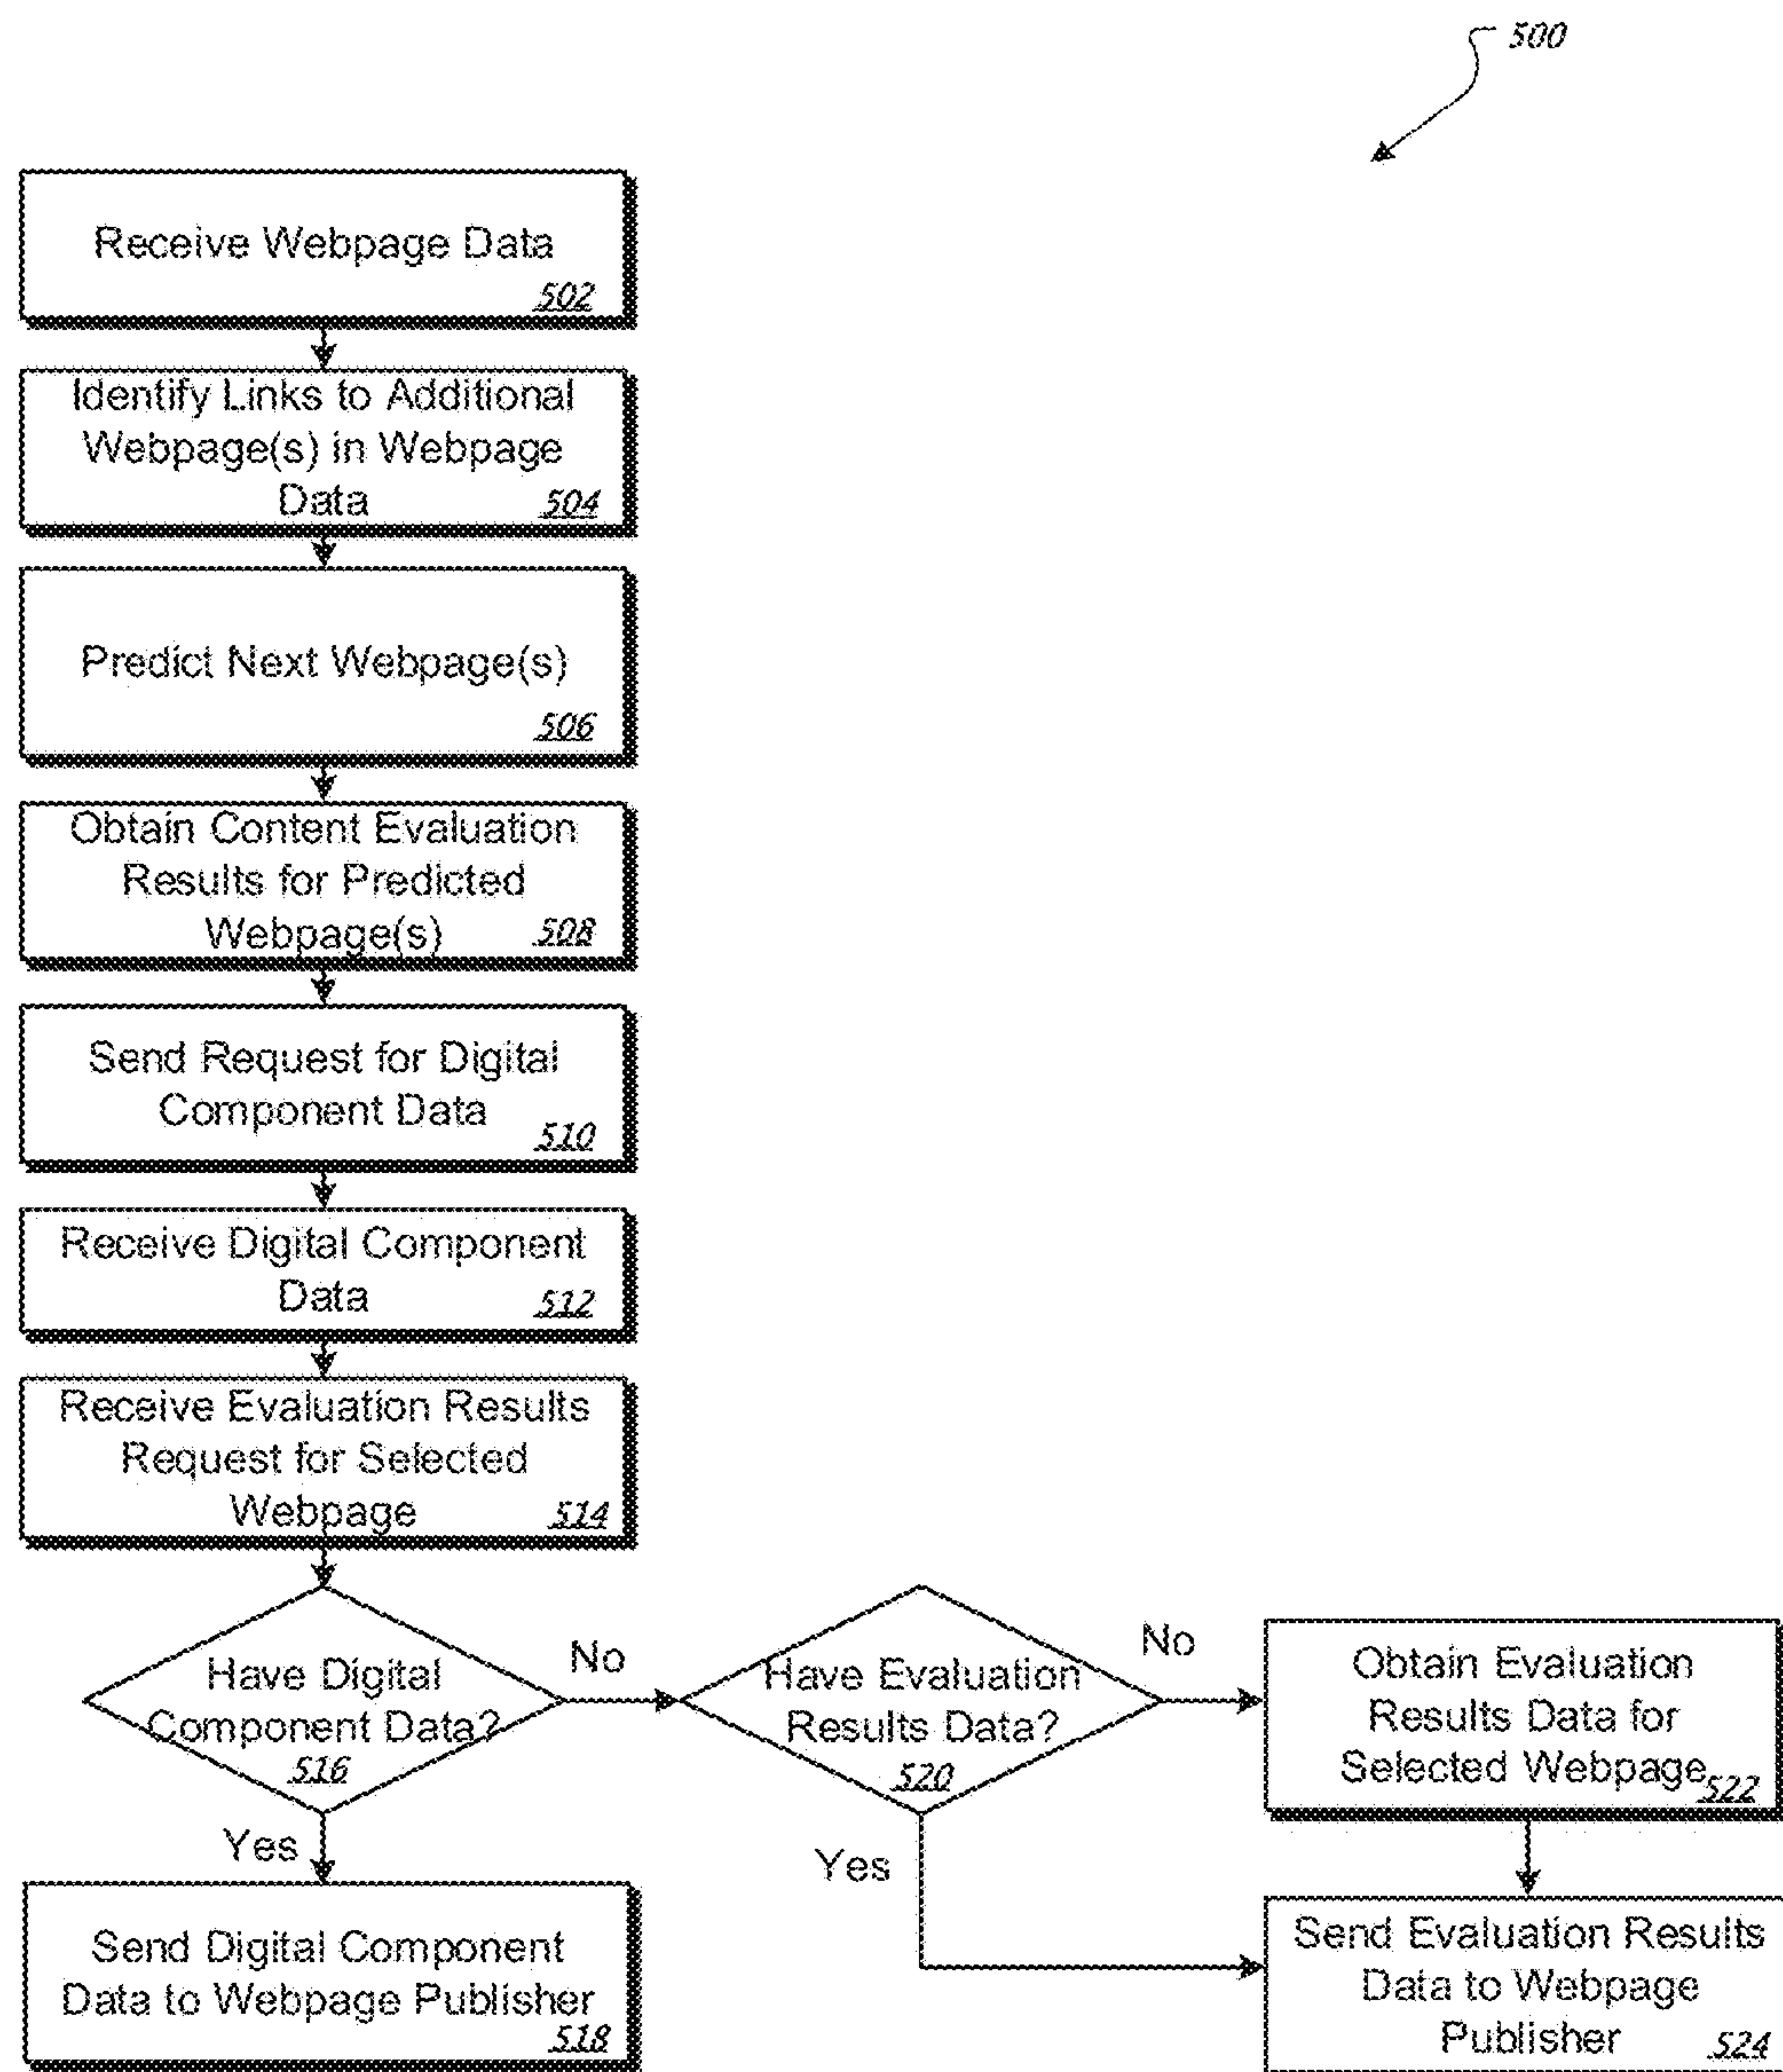 500
Receive Webpage Data
502
Identify Links to Additional
Webpage(s) in Webpage
Data 504
Predict Next Webpage(s)
506
Obtain Content Evaluation
Results for Predicted
Webpage(s) 508
Send Request for Digital
Component Data
510
Receive Digital Component
Data 512
Receive Evaluation Results
Request for Selected
Webpage 514
Have Digital
Component Data?
516
No
Yes
Have Evaluation
Results Data?
520
No
Yes
Obtain Evaluation
Results Data for
Selected Webpage
522
Send Digital Component
Data to Webpage Publisher
518
Send Evaluation Results
Data to Webpage
Publisher 524